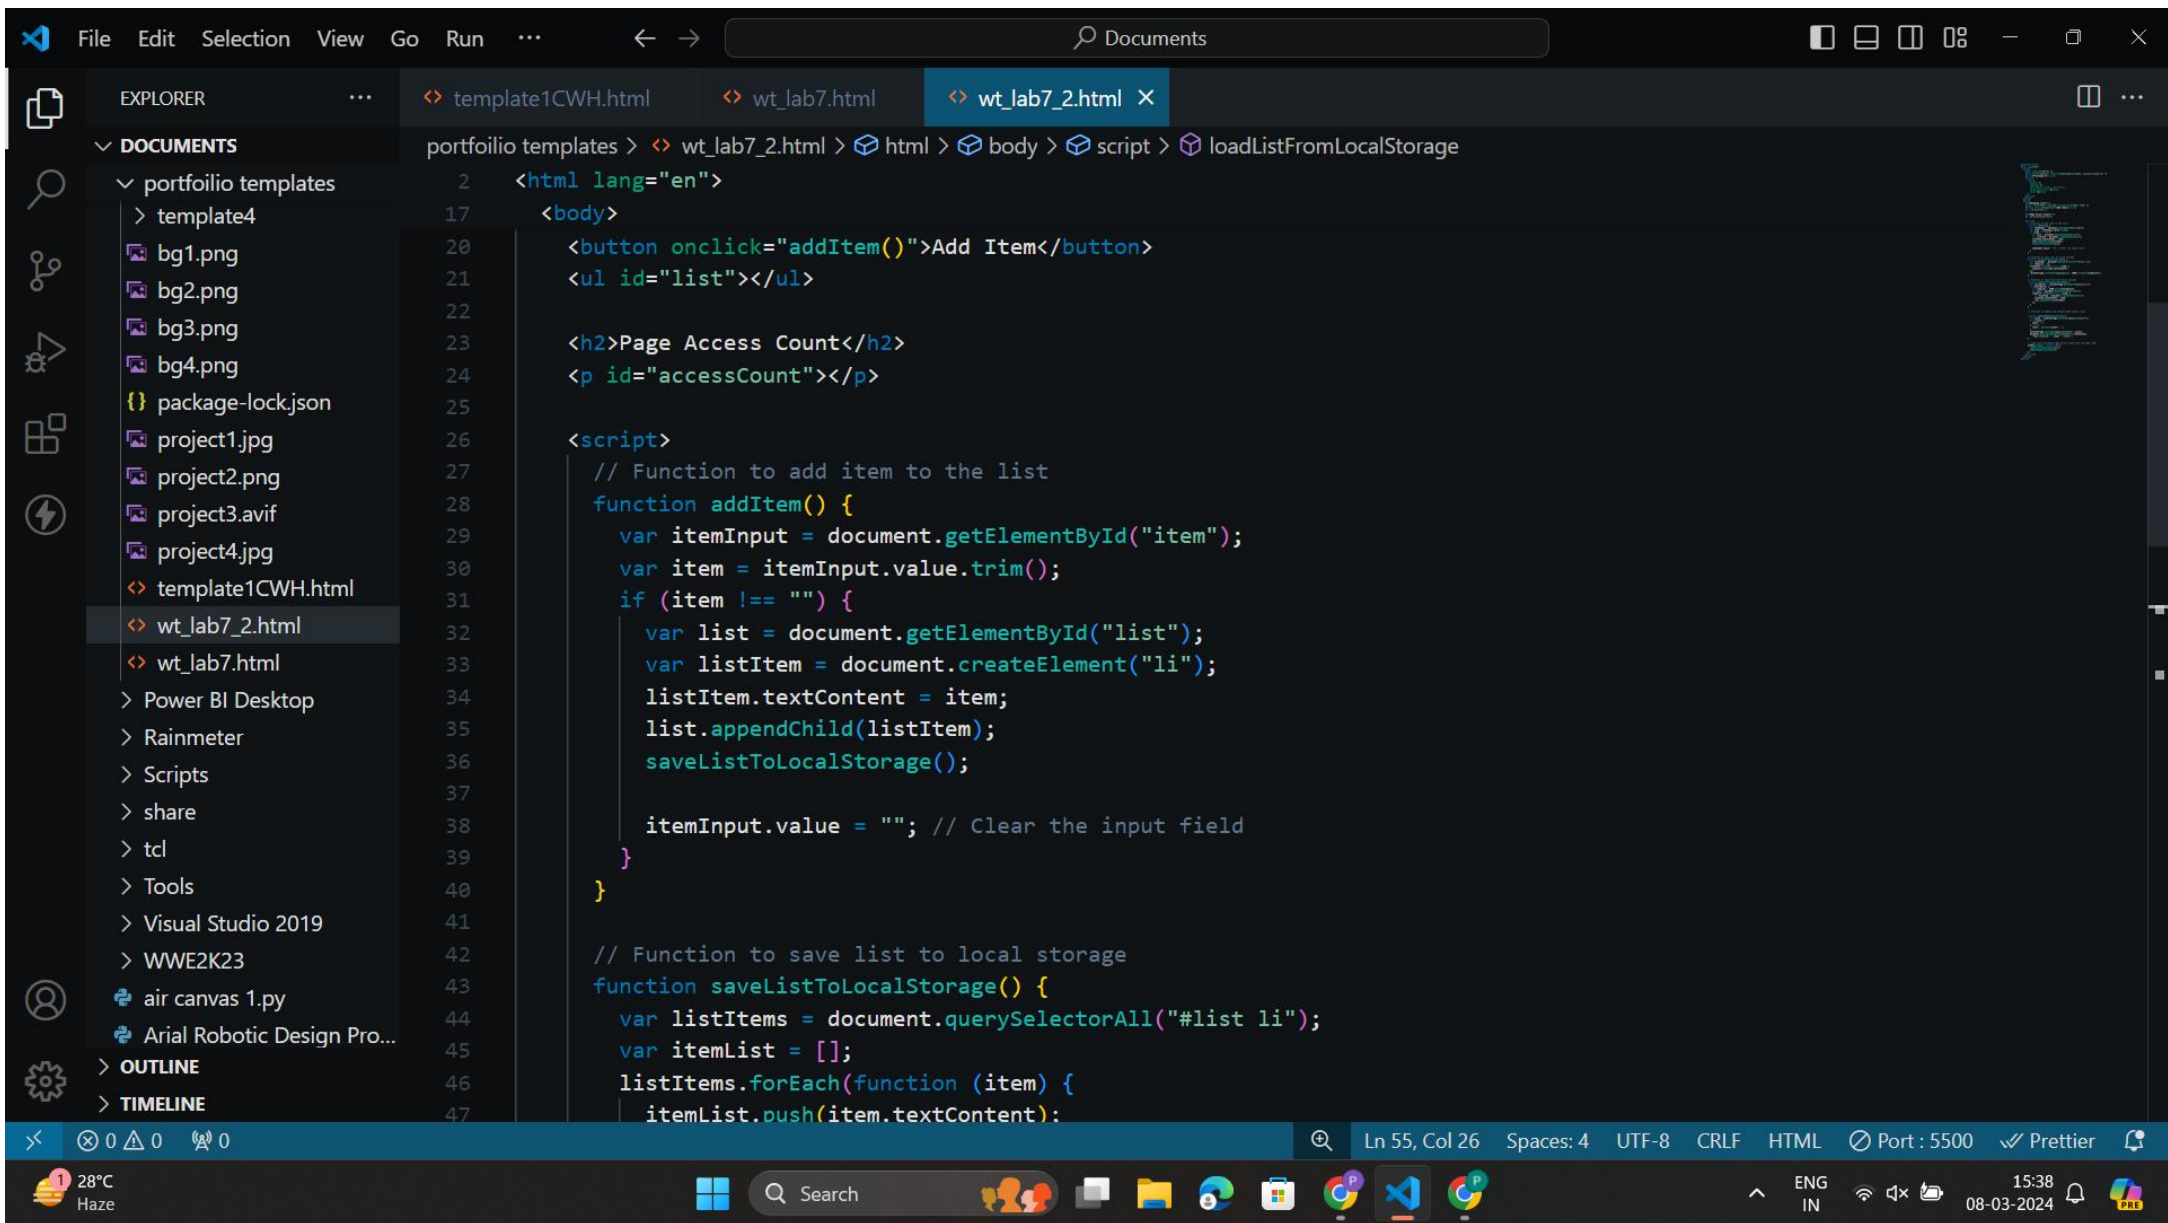 File Edit Selection View Go Run ··· Documents
EXPLORER ···
template1CWH.html wt_lab7.html wt_lab7_2.html
DOCUMENTS
portfoilio templates
template4
bg1.png
bg2.png
bg3.png
bg4.png
package-lock.json
project1.jpg
project2.png
project3.avif
project4.jpg
template1CWH.html
wt_lab7_2.html
wt_lab7.html
Power BI Desktop
Rainmeter
Scripts
share
tcl
Tools
Visual Studio 2019
WWE2K23
air canvas 1.py
Arial Robotic Design Pro...
OUTLINE
TIMELINE
portfoilio templates > wt_lab7_2.html > html > body > script > loadListFromLocalStorage
2 <html lang="en">
17 <body>
20 <button onclick="addItem()">Add Item</button>
21 <ul id="list"></ul>
22
23 <h2>Page Access Count</h2>
24 <p id="accessCount"></p>
25
26 <script>
27 // Function to add item to the list
28 function addItem() {
29 var itemInput = document.getElementById("item");
30 var item = itemInput.value.trim();
31 if (item !== "") {
32 var list = document.getElementById("list");
33 var listItem = document.createElement("li");
34 listItem.textContent = item;
35 list.appendChild(listItem);
36 saveListToLocalStorage();
37
38 itemInput.value = ""; // Clear the input field
39 }
40 }
41
42 // Function to save list to local storage
43 function saveListToLocalStorage() {
44 var listItems = document.querySelectorAll("#list li");
45 var itemList = [];
46 listItems.forEach(function (item) {
47 itemList.push(item.textContent);
0 0 0 Ln 55, Col 26 Spaces: 4 UTF-8 CRLF HTML Port : 5500 Prettier
1 28°C
Haze
Search
ENG
IN
15:38
08-03-2024
PRE